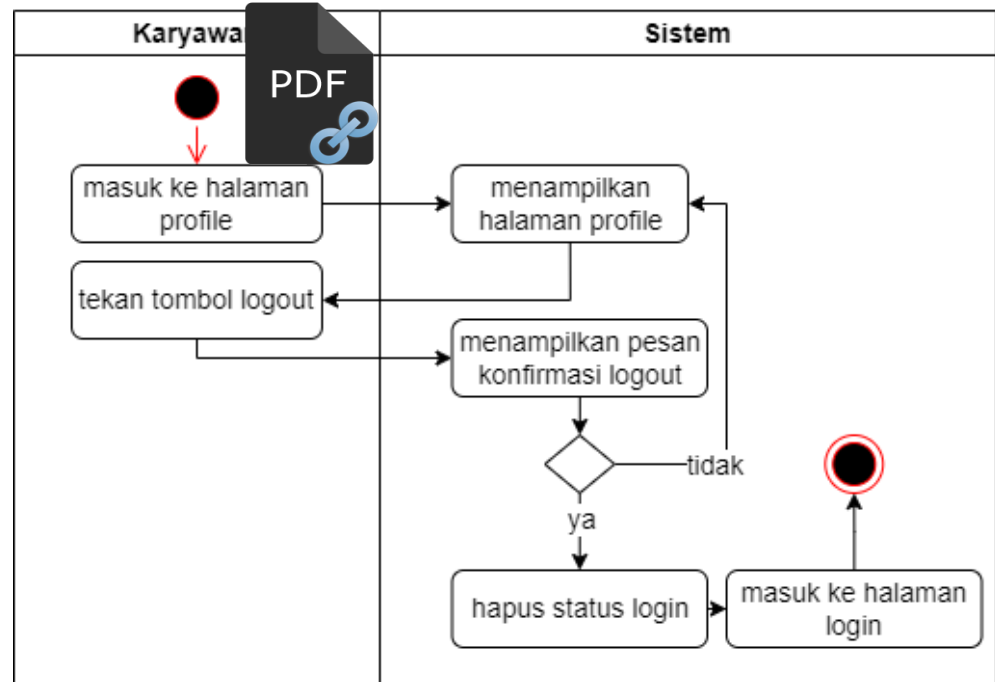 Sistem
PDF
masuk ke halaman
profile
menampilkan
halaman profile
tekan tombol logout
menampilkan pesan
konfirmasi logout
tidak
ya
hapus status login
masuk ke halaman
login